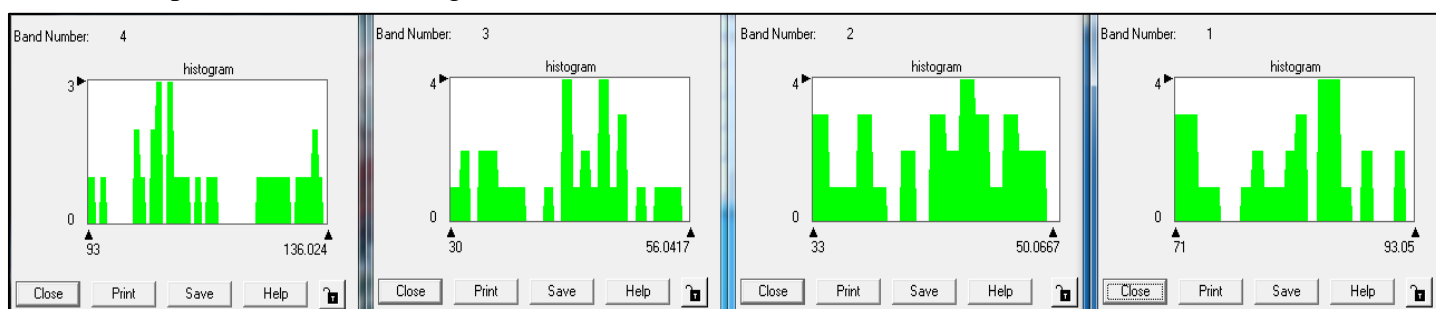 Band Number: 4
histogram
3
0
93 136.024
Close Print Save Help
Band Number: 3
histogram
4
0
30 56.0417
Close Print Save Help
Band Number: 2
histogram
4
0
33 50.0667
Close Print Save Help
Band Number: 1
histogram
4
0
71 93.05
Close Print Save Help